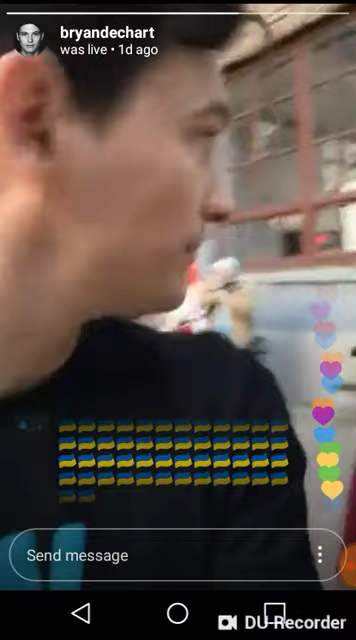 bryandechart
was live • 1d ago
Send message
DU Recorder